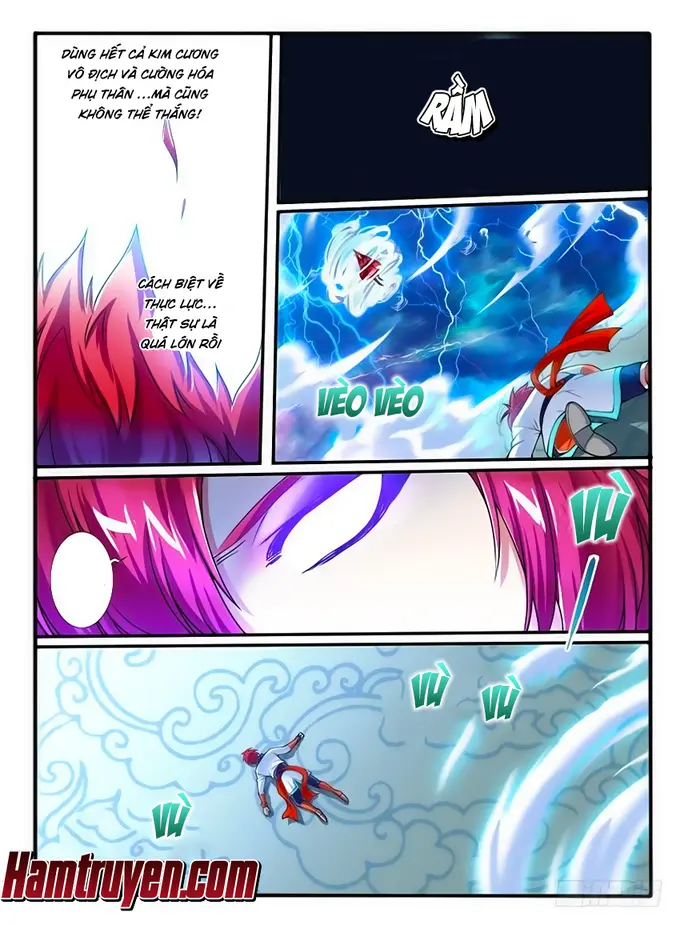 DÙNG HẾT CẢ KIM CƯƠNG
VÔ ĐỊCH VÀ CƯỜNG HÓA
PHỤ THÂN ...MÀ CŨNG
KHÔNG THỂ THẮNG!
RẦM
CÁCH BIỆT VỀ
THỰC LỰC...
THẬT SỰ LÀ
QUÁ LỚN RỒI
VÈO VÈO
...
VÙ
VÙ
VÙ
VÙ
Hamtruyen.com